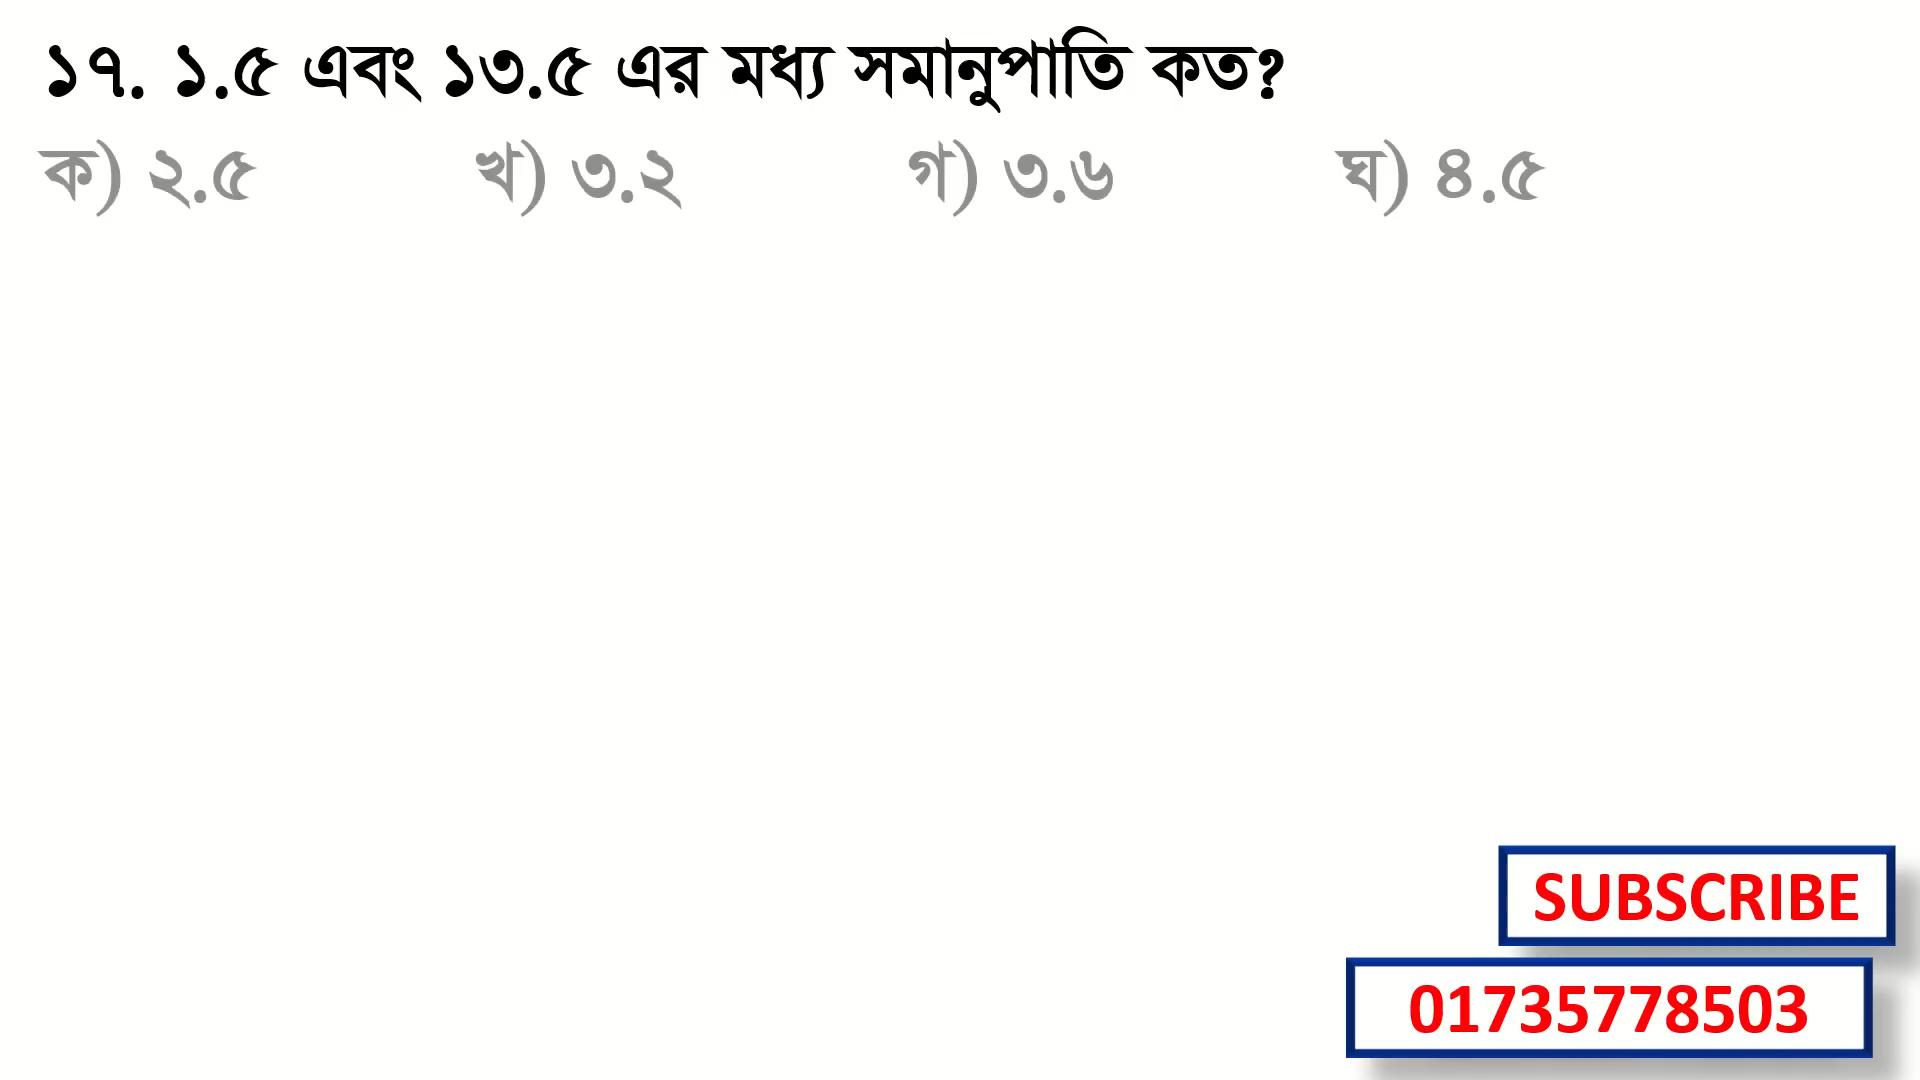 ১৭. ১.৫ এবং ১৩.৫ এর মধ্য সমানুপাতি কত?
ক) ২.৫ খ) ৩.২ গ) ৩.৬ ঘ) ৪.৫
SUBSCRIBE
01735778503